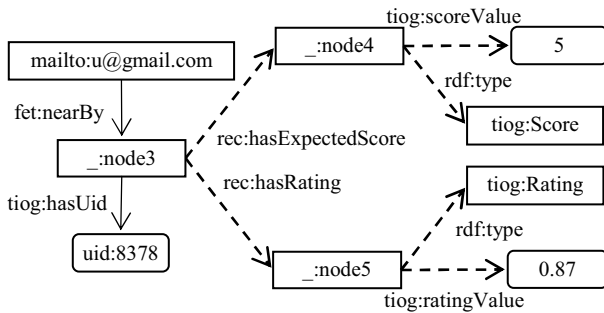 tiog:scoreValue
_:node4
5
mailto:u@gmail.com
rdf:type
fet:nearBy
tiog:Score
rec:hasExpectedScore
_:node3
rec:hasRating
tiog:Rating
tiog:hasUid
rdf:type
uid:8378
_:node5
0.87
tiog:ratingValue